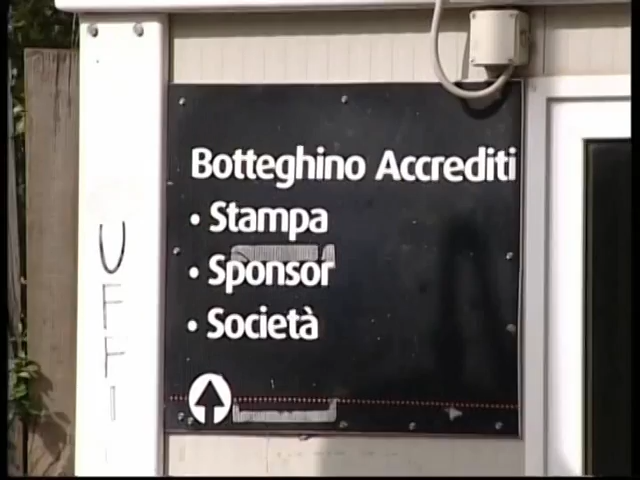 Botteghino Accrediti
• Stampa
• Sponsor
• Società
UFFI